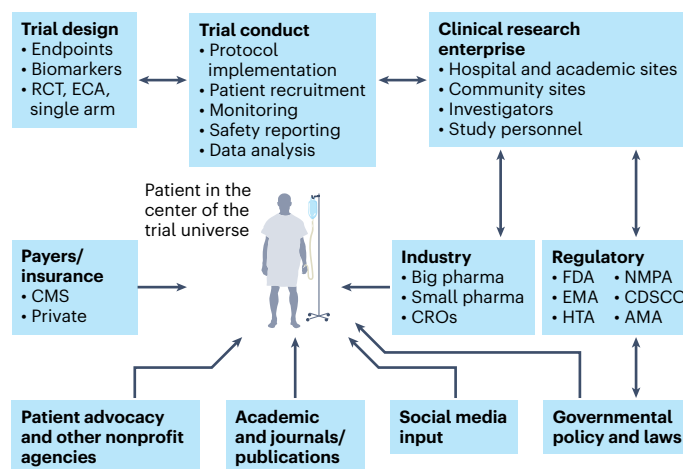 Trial design
• Endpoints
• Biomarkers
• RCT, ECA,
single arm
Trial conduct
• Protocol
implementation
• Patient recruitment
• Monitoring
• Safety reporting
• Data analysis
Clinical research
enterprise
• Hospital and academic sites
• Community sites
• Investigators
• Study personnel
Patient in the
center of the
trial universe
Payers/
insurance
• CMS
• Private
Industry
• Big pharma
• Small pharma
• CROs
Regulatory
• FDA • NMPA
• EMA • CDSCO
• HTA • AMA
Patient advocacy
and other nonprofit
agencies
Academic
and journals/
publications
Social media
input
Governmental
policy and laws